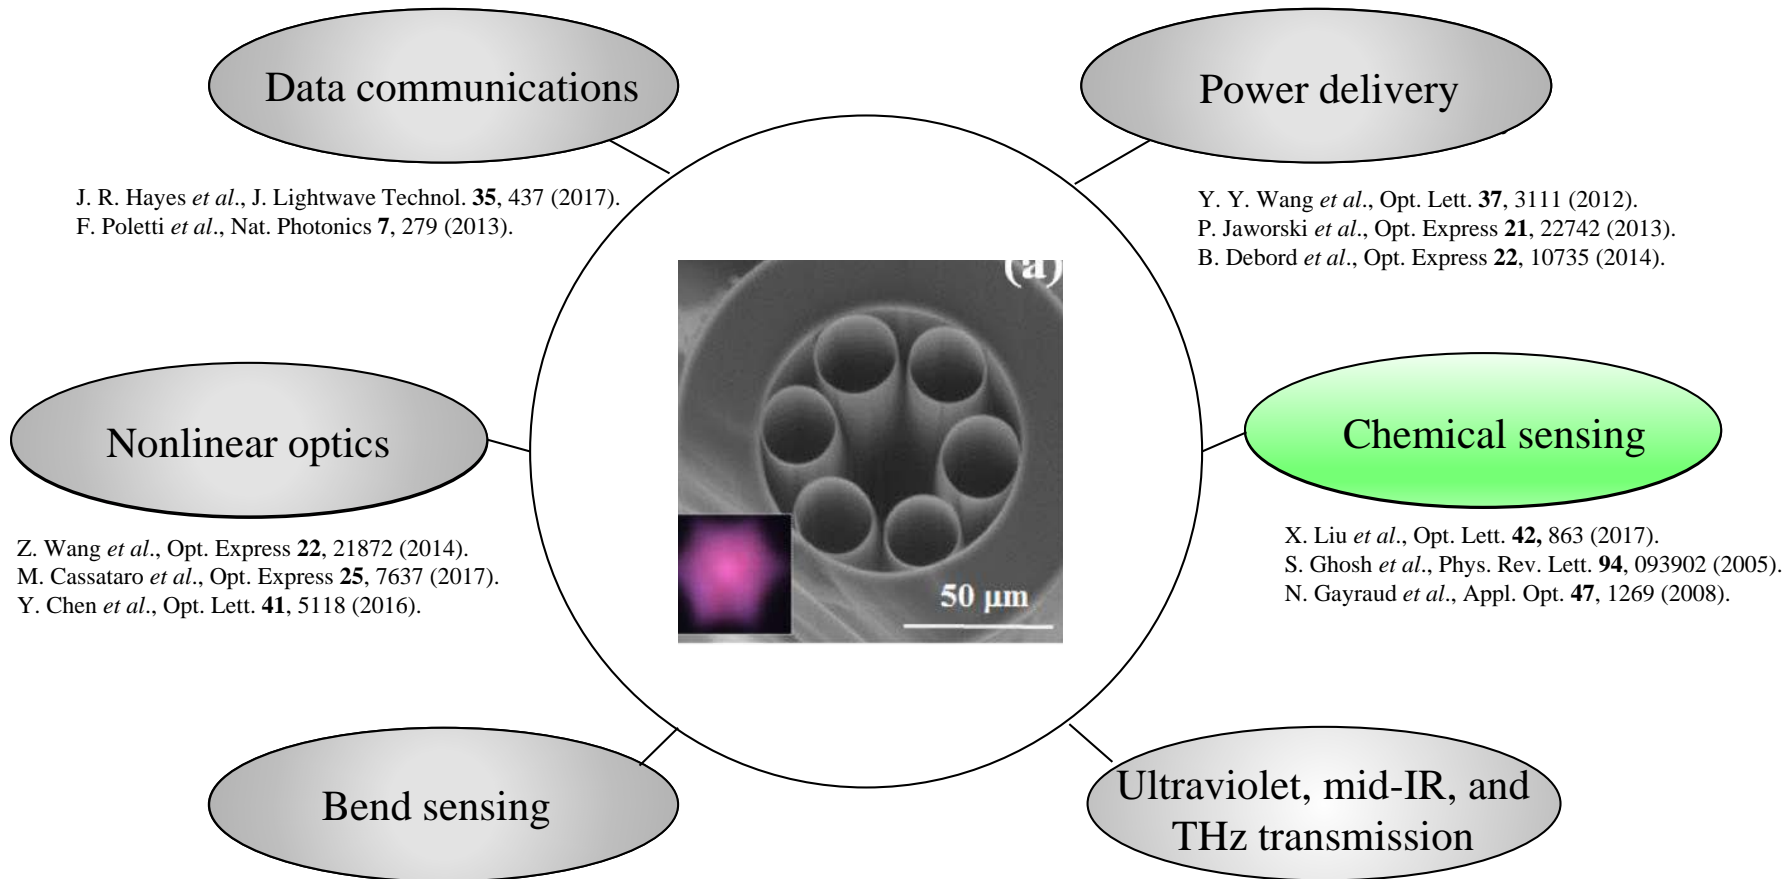 Data communications
J. R. Hayes et al., J. Lightwave Technol. 35, 437 (2017).
F. Poletti et al., Nat. Photonics 7, 279 (2013).
Power delivery
Y. Y. Wang et al., Opt. Lett. 37, 3111 (2012).
P. Jaworski et al., Opt. Express 21, 22742 (2013).
B. Debord et al., Opt. Express 22, 10735 (2014).
(a)
50 μm
Nonlinear optics
Z. Wang et al., Opt. Express 22, 21872 (2014).
M. Cassataro et al., Opt. Express 25, 7637 (2017).
Y. Chen et al., Opt. Lett. 41, 5118 (2016).
Chemical sensing
X. Liu et al., Opt. Lett. 42, 863 (2017).
S. Ghosh et al., Phys. Rev. Lett. 94, 093902 (2005).
N. Gayraud et al., Appl. Opt. 47, 1269 (2008).
Bend sensing
Ultraviolet, mid-IR, and
THz transmission